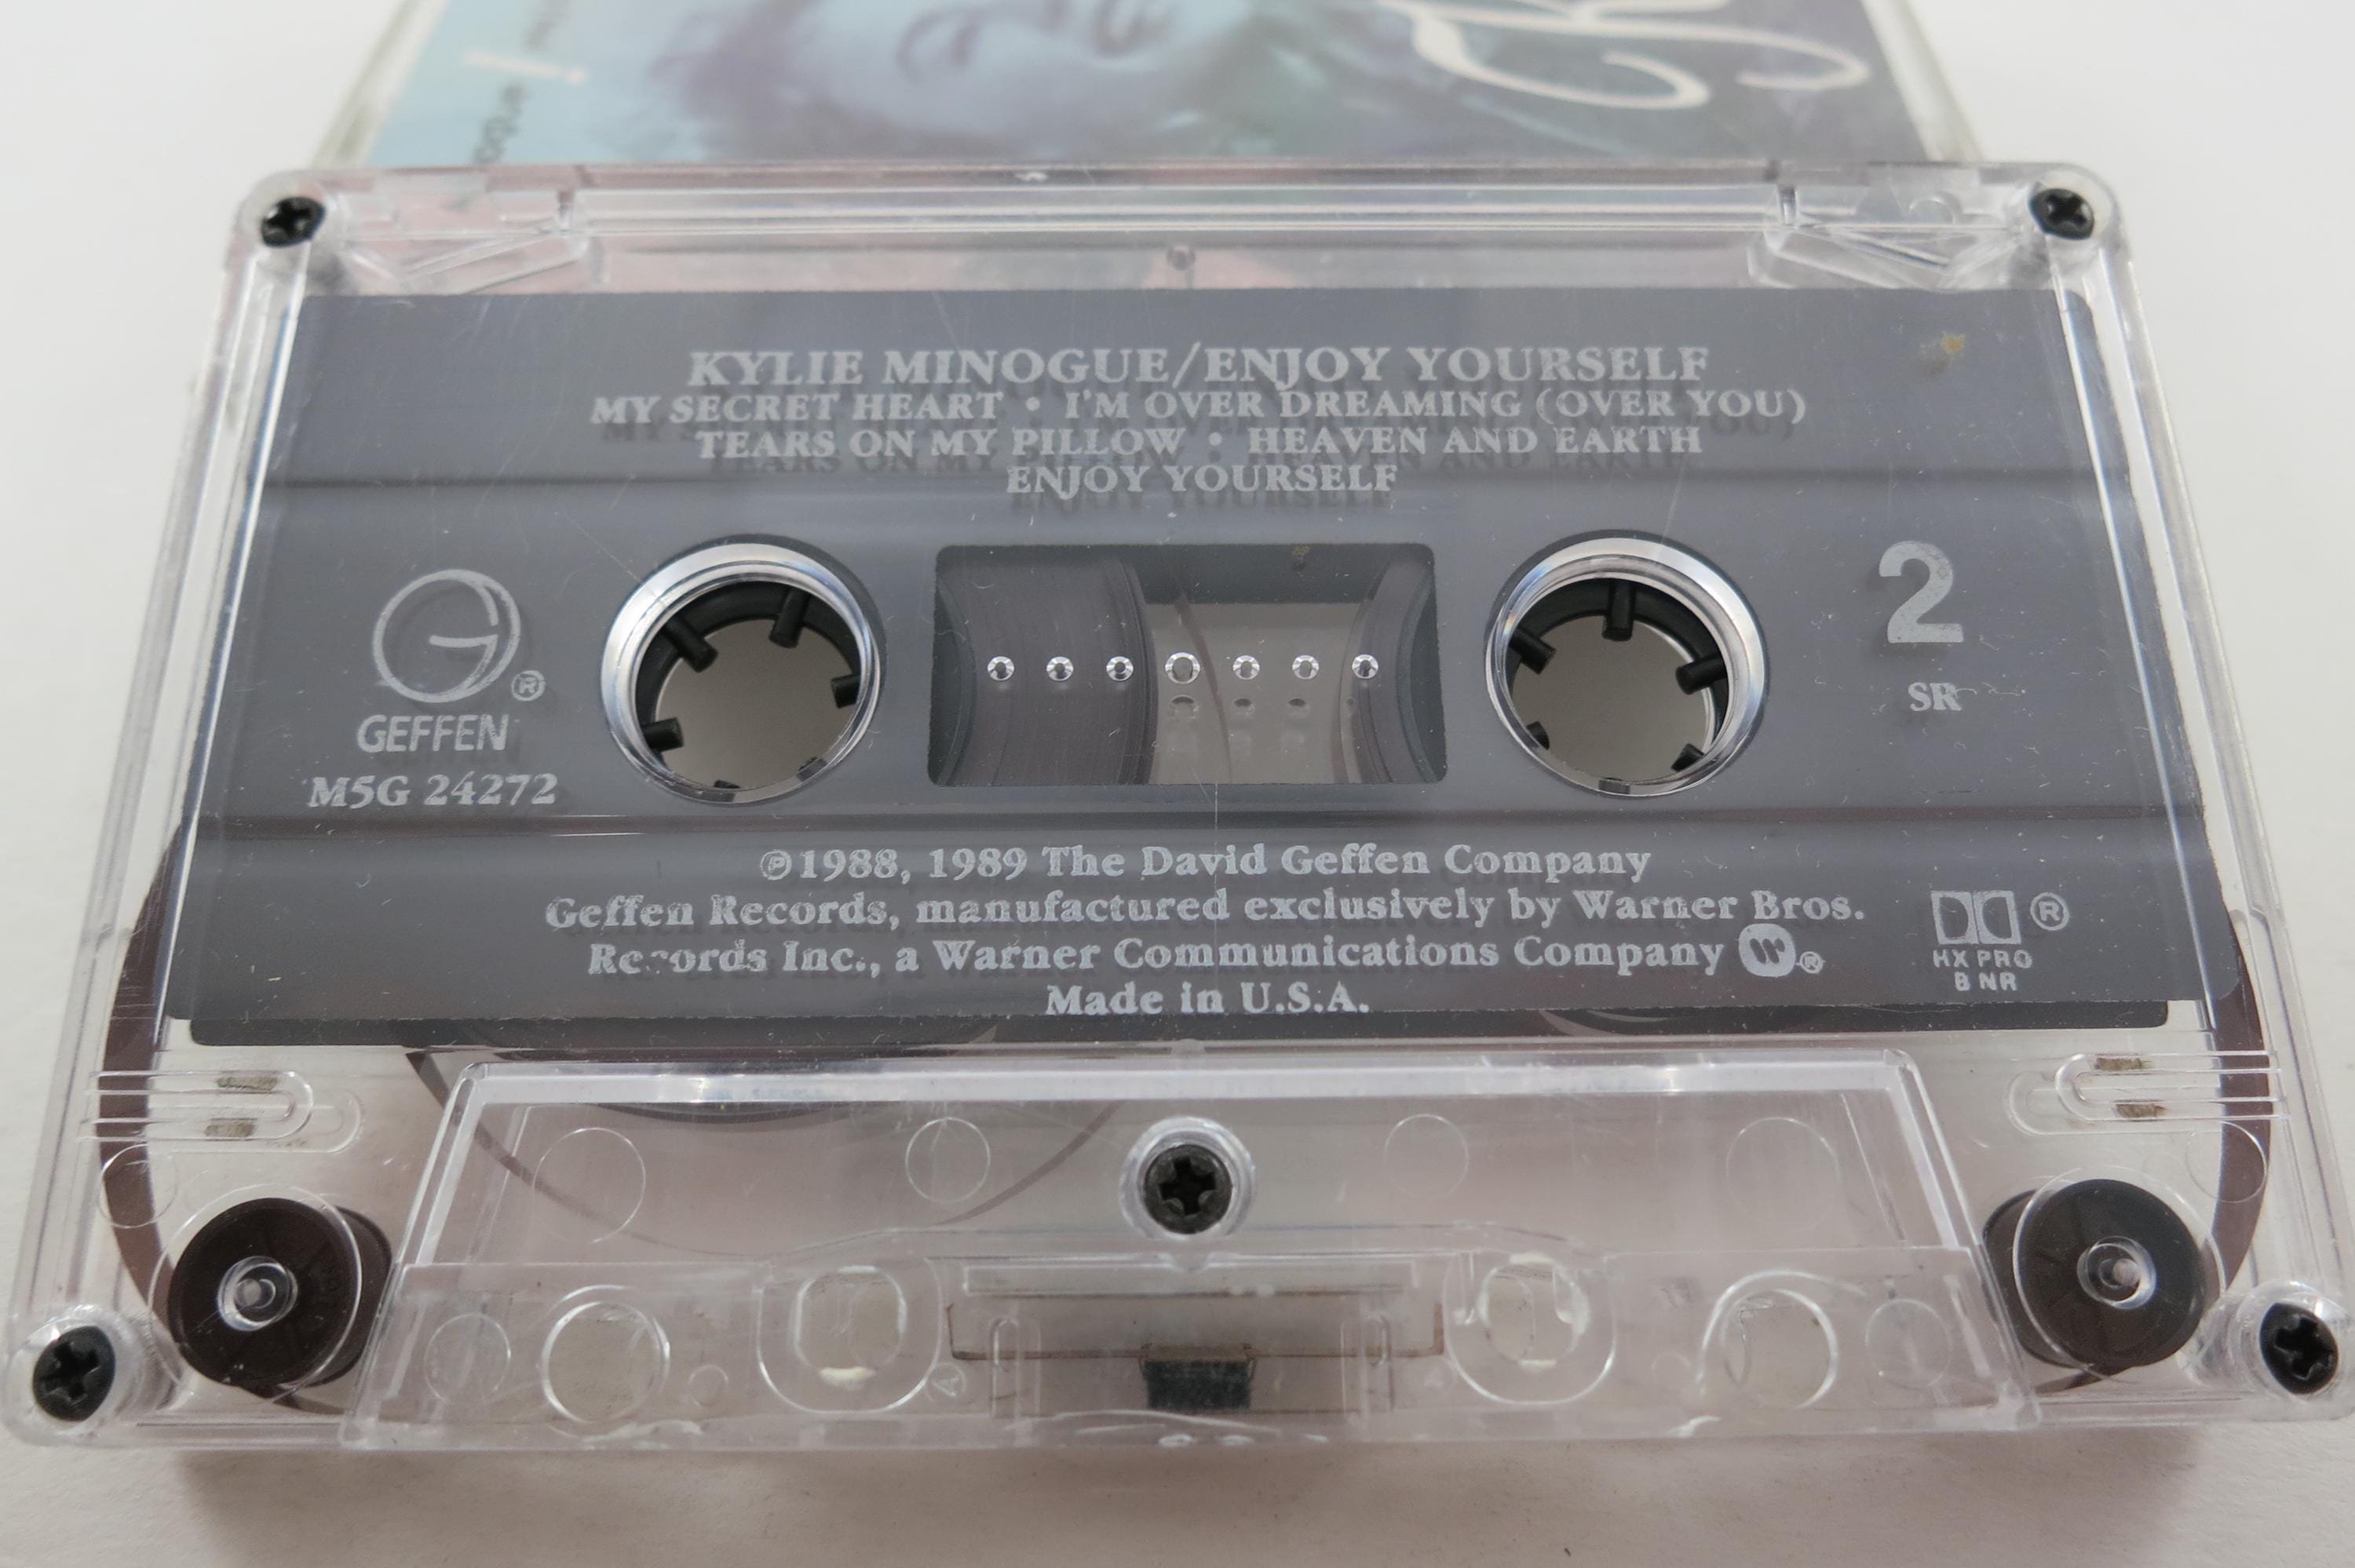 KYLIE MINOGUE/ENJOY YOURSELF
MY SECRET HEART • I'M OVER DREAMING (OVER YOU)
TEARS ON MY PILLOW • HEAVEN AND EARTH
ENJOY YOURSELF
G®
GEFFEN
M5G 24272
2
SR
℗1988, 1989 The David Geffen Company
Geffen Records, manufactured exclusively by Warner Bros.
Records Inc., a Warner Communications Company W®
Made in U.S.A.
®
HX PRO
B NR